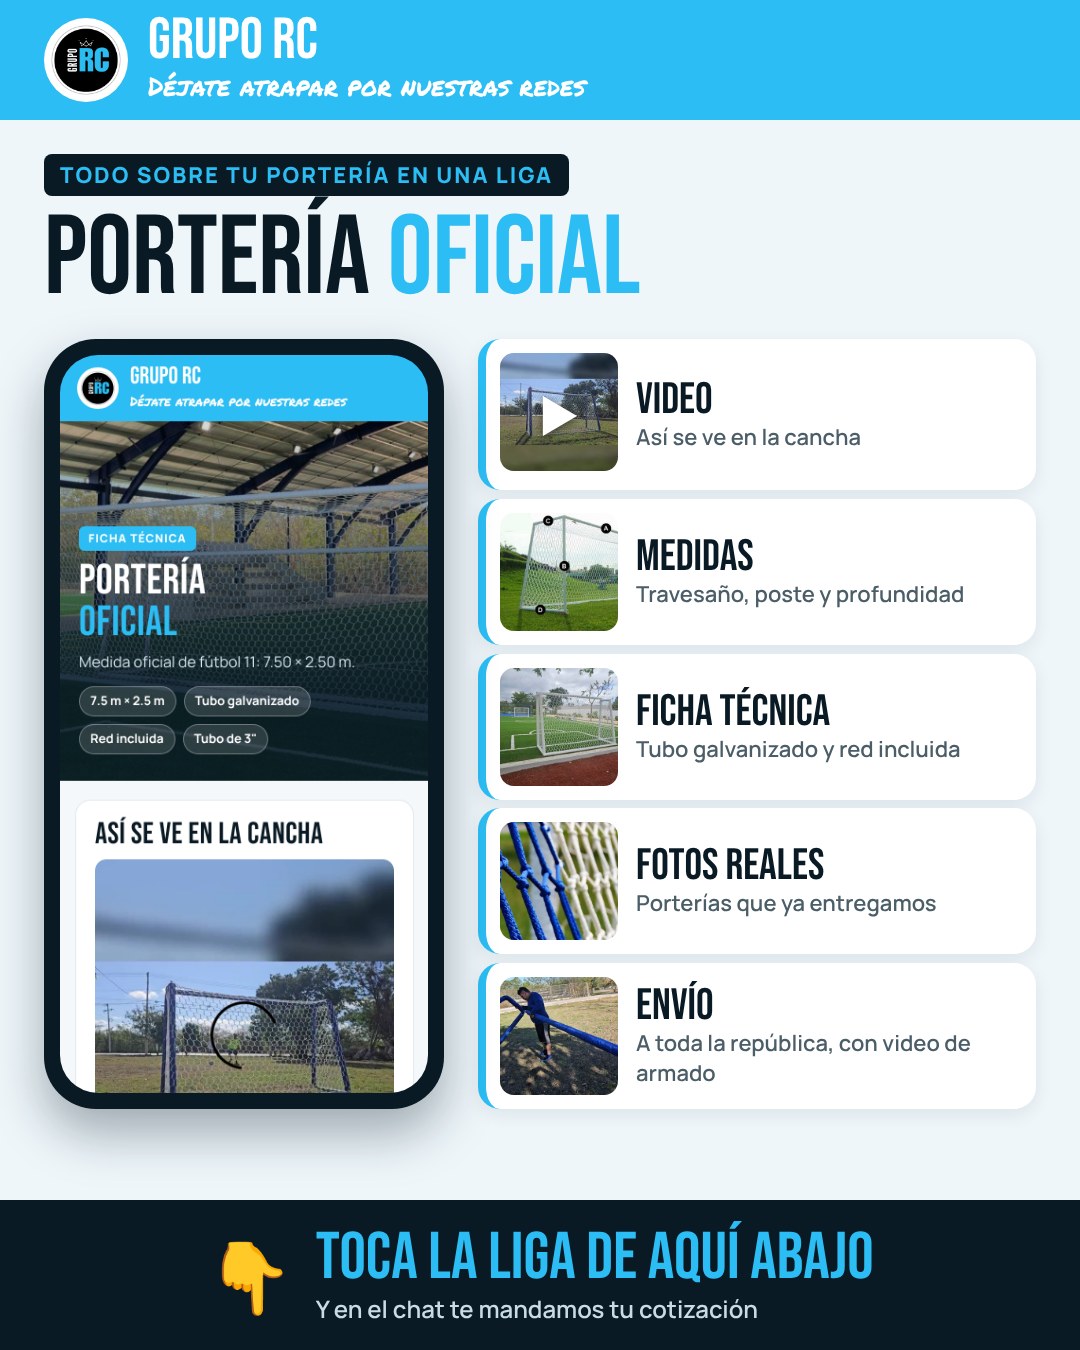 GRUPO RC
GRUPO RC
Déjate atrapar por nuestras redes
TODO SOBRE TU PORTERÍA EN UNA LIGA
PORTERÍA OFICIAL
GRUPO RC
GRUPO RC
Déjate atrapar por nuestras redes
FICHA TÉCNICA
PORTERÍA
OFICIAL
Medida oficial de fútbol 11: 7.50 × 2.50 m.
7.5 m × 2.5 m
Tubo galvanizado
Red incluida
Tubo de 3"
ASÍ SE VE EN LA CANCHA
VIDEO
Así se ve en la cancha
C
A
B
D
MEDIDAS
Travesaño, poste y profundidad
FICHA TÉCNICA
Tubo galvanizado y red incluida
FOTOS REALES
Porterías que ya entregamos
ENVÍO
A toda la república, con video de
armado
TOCA LA LIGA DE AQUÍ ABAJO
Y en el chat te mandamos tu cotización